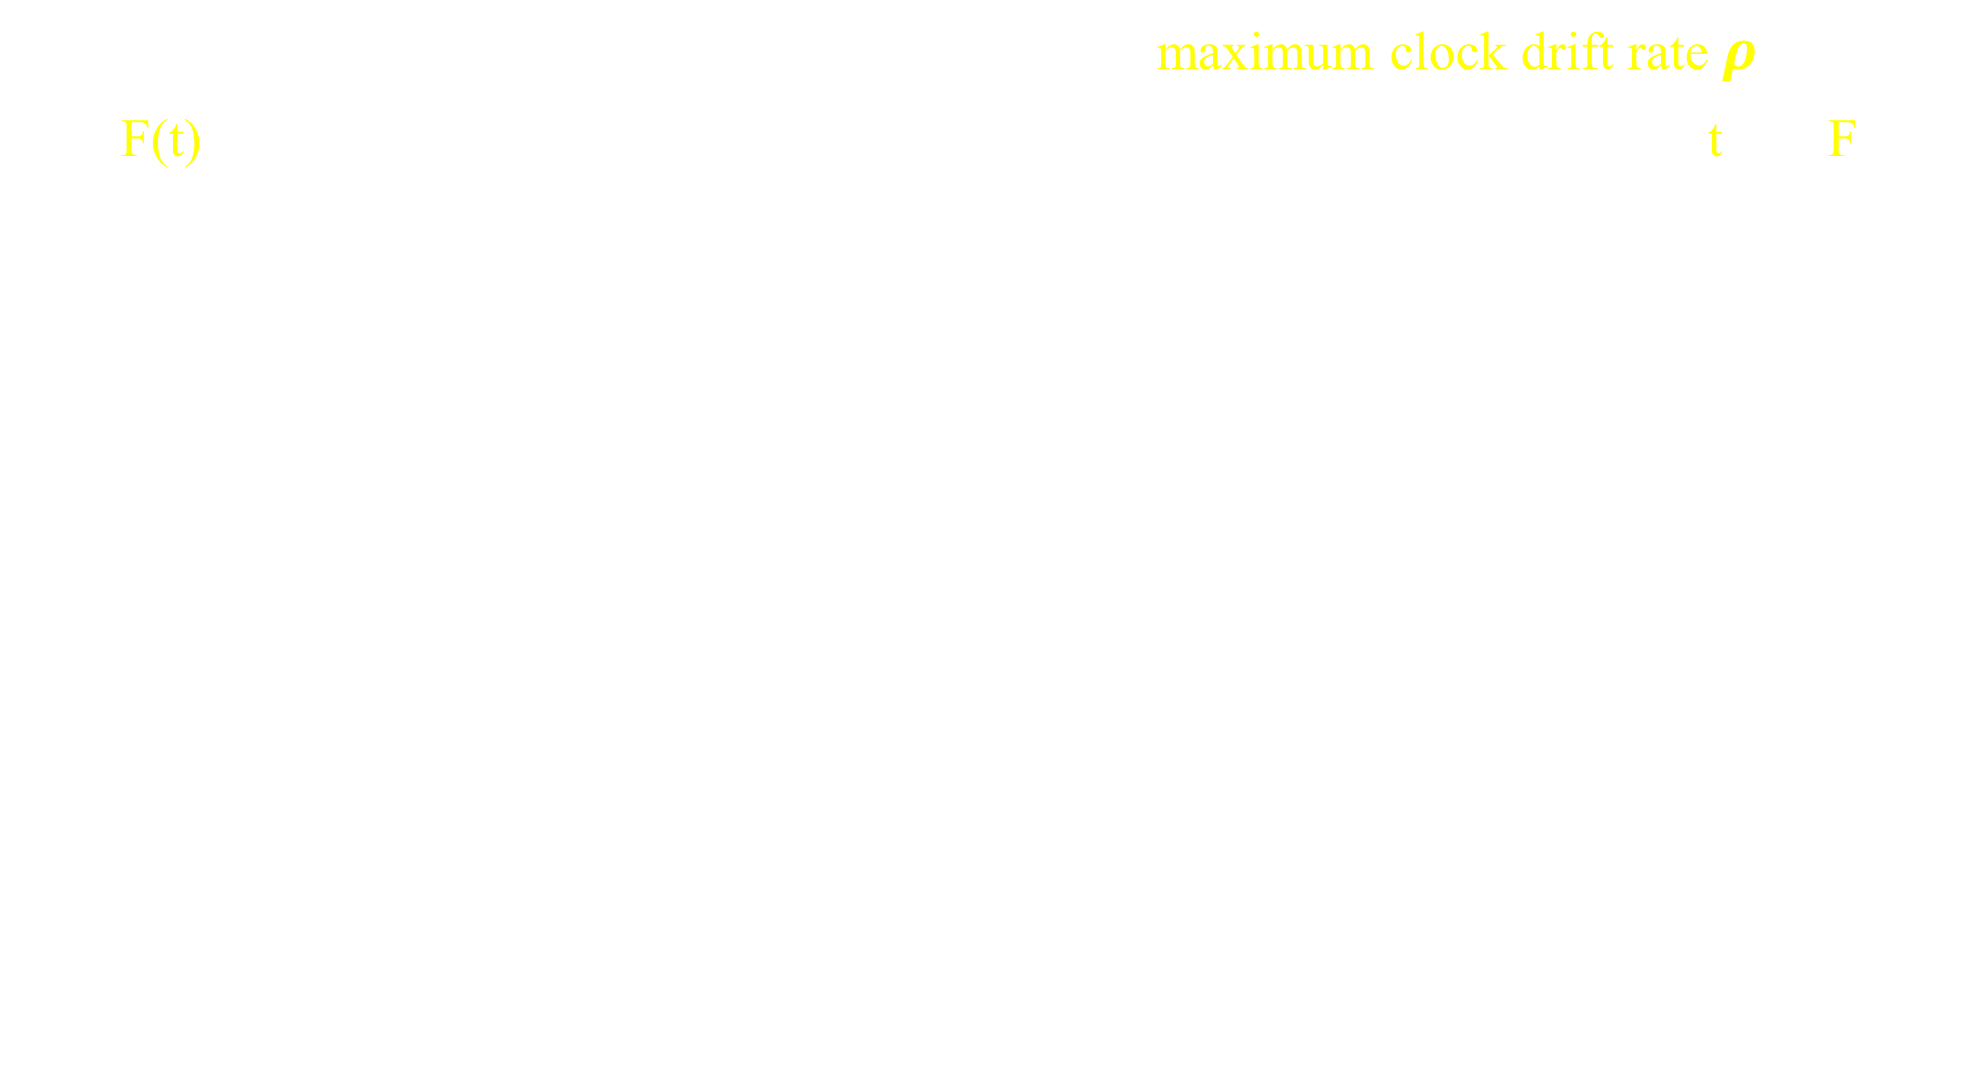 maximum clock drift rate ρ
F(t) t F